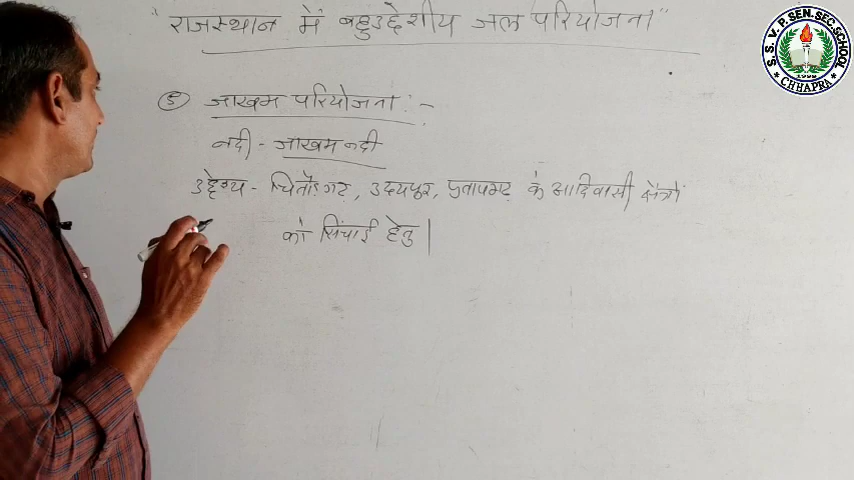 "राजस्थान में बहुउद्देशीय जल परियोजना"
S. S. V. P. SEN. SEC. SCHOOL
CHHAPRA
⑤ जाखम परियोजना :-
नदी - जाखम नदी
उद्देश्य - चितौड़गढ़, उदयपुर, प्रतापगढ़ के आदिवासी क्षेत्रों
को सिंचाई हेतु |